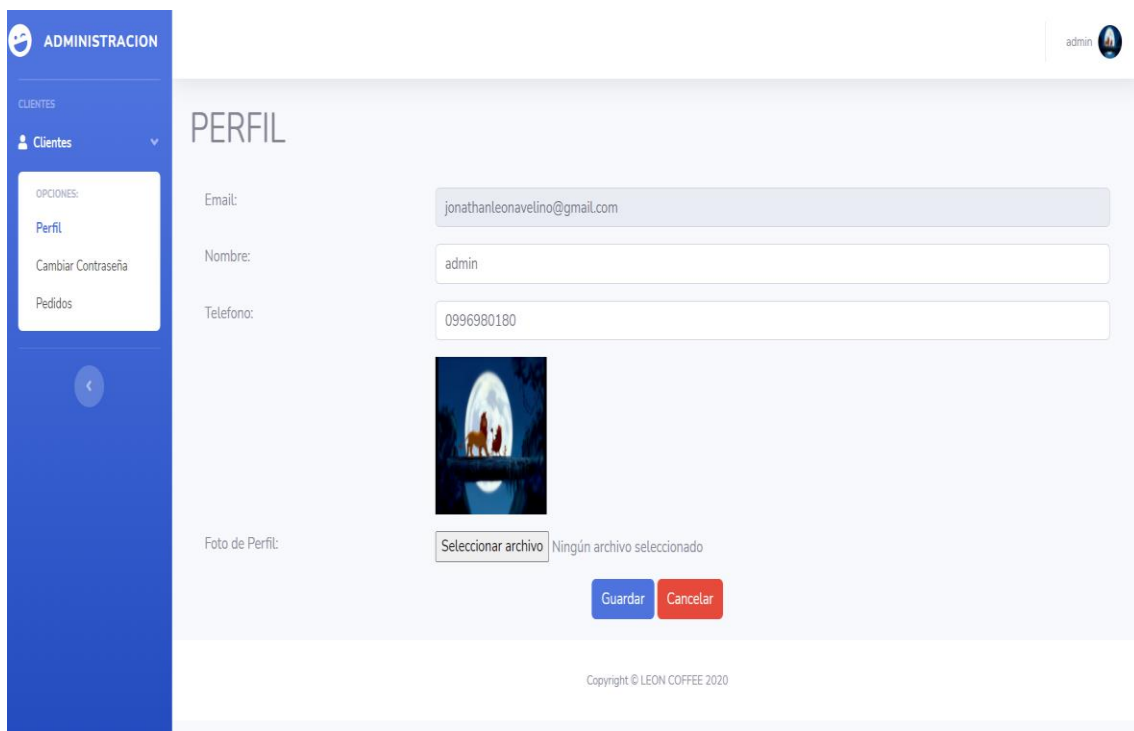 ADMINISTRACION
admin
CLIENTES
Clientes
OPCIONES:
Perfil
Cambiar Contraseña
Pedidos
PERFIL
Email:
jonathanleonavelino@gmail.com
Nombre:
admin
Telefono:
0996980180
Foto de Perfil:
Seleccionar archivo Ningún archivo seleccionado
Guardar Cancelar
Copyright © LEON COFFEE 2020